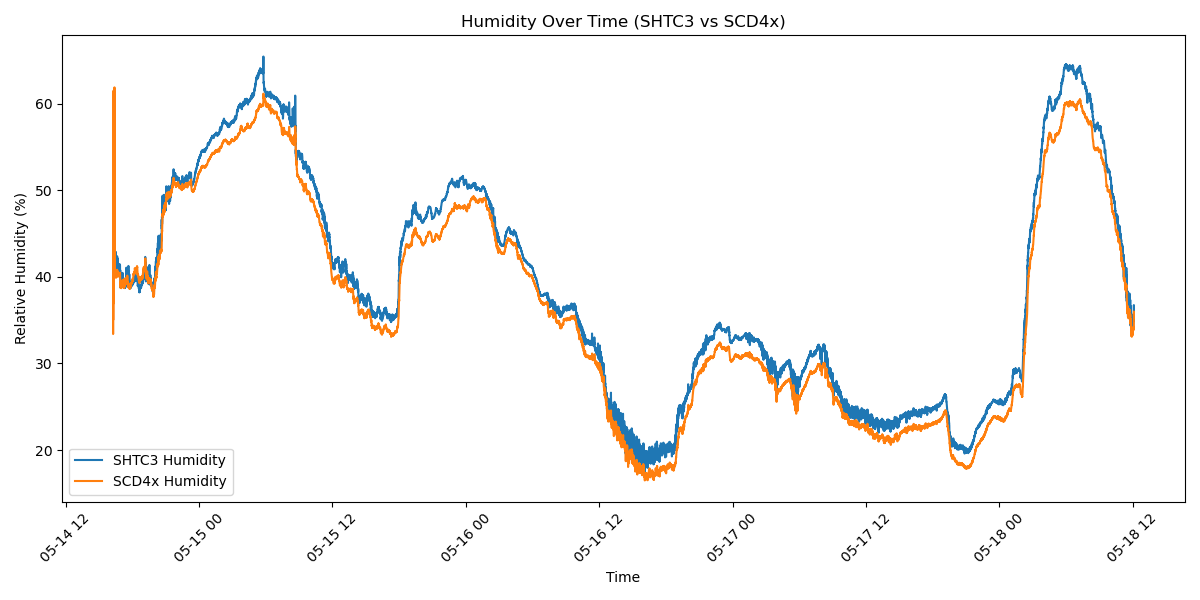 Humidity Over Time (SHTC3 vs SCD4x)
Relative Humidity (%)
60
50
40
30
20
SHTC3 Humidity
SCD4x Humidity
05-14 12
05-15 00
05-15 12
05-16 00
05-16 12
05-17 00
05-17 12
05-18 00
05-18 12
Time